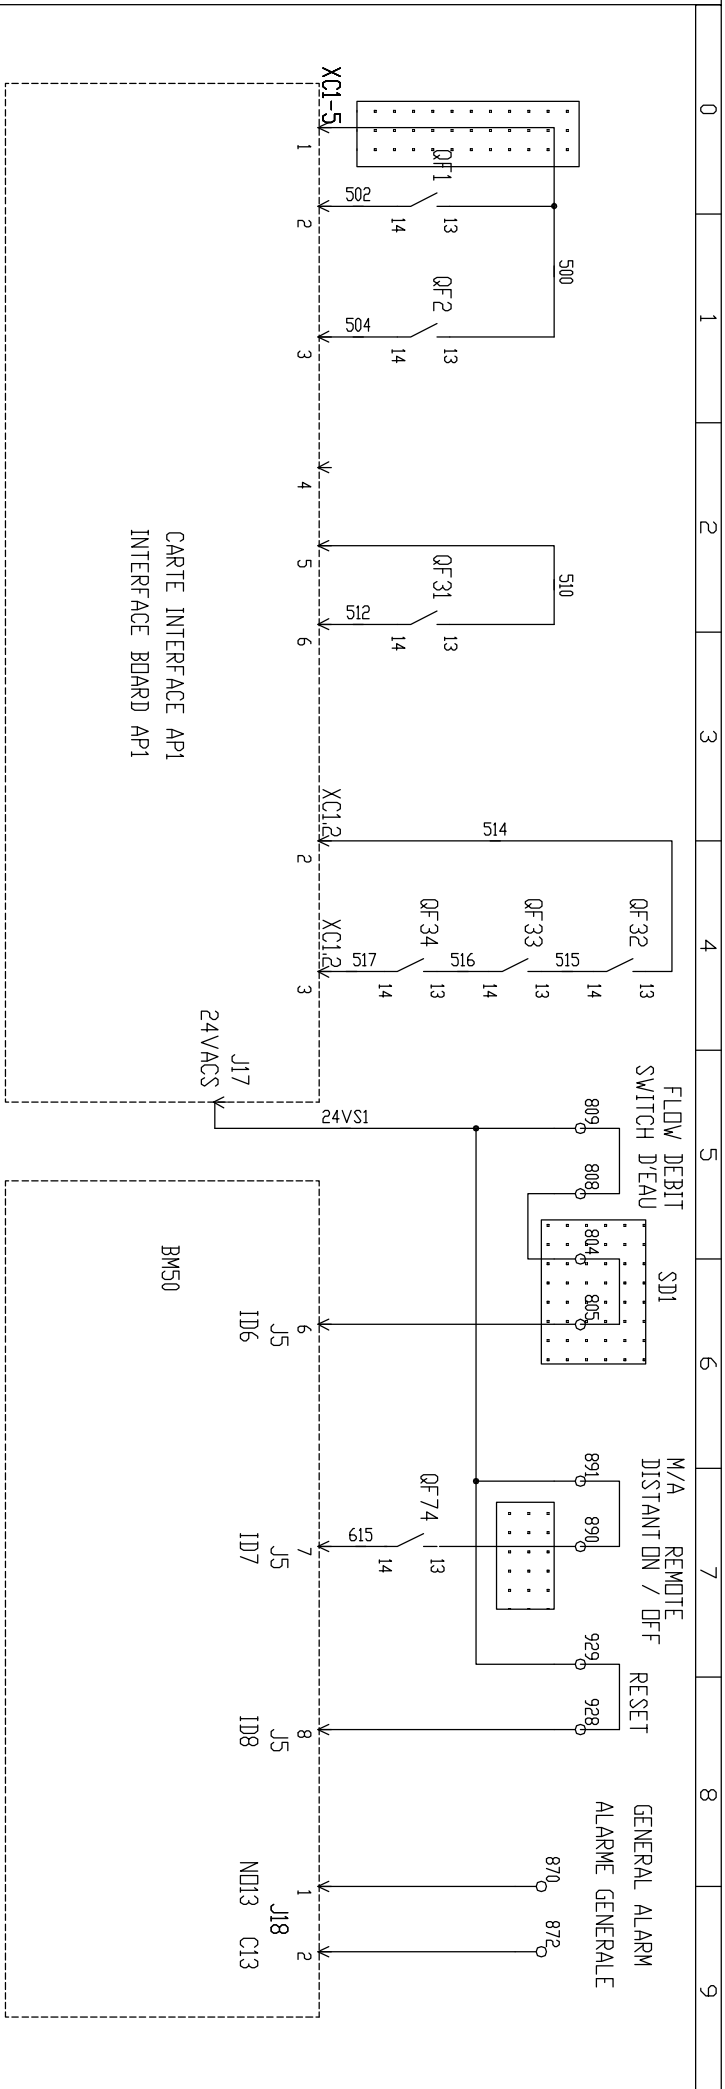 0
1
2
3
4
5
6
7
8
9
FLOW DEBIT
SWITCH D'EAU
SD1
M/A REMOTE
DISTANT ON / OFF
RESET
GENERAL ALARM
ALARME GENERALE
500
510
514
809
808
804
805
891
890
929
928
870
872
QF1
13
14
502
QF2
13
14
504
QF31
13
14
512
QF32
13
14
515
QF33
13
14
516
QF34
13
14
517
24VS1
QF74
13
14
615
XC1-5
1
2
3
4
5
6
XC1.2
2
XC1.2
3
J17
24VACS
CARTE INTERFACE AP1
INTERFACE BOARD AP1
BM50
6
J5
ID6
7
J5
ID7
8
J5
ID8
1
J18
2
NO13
C13